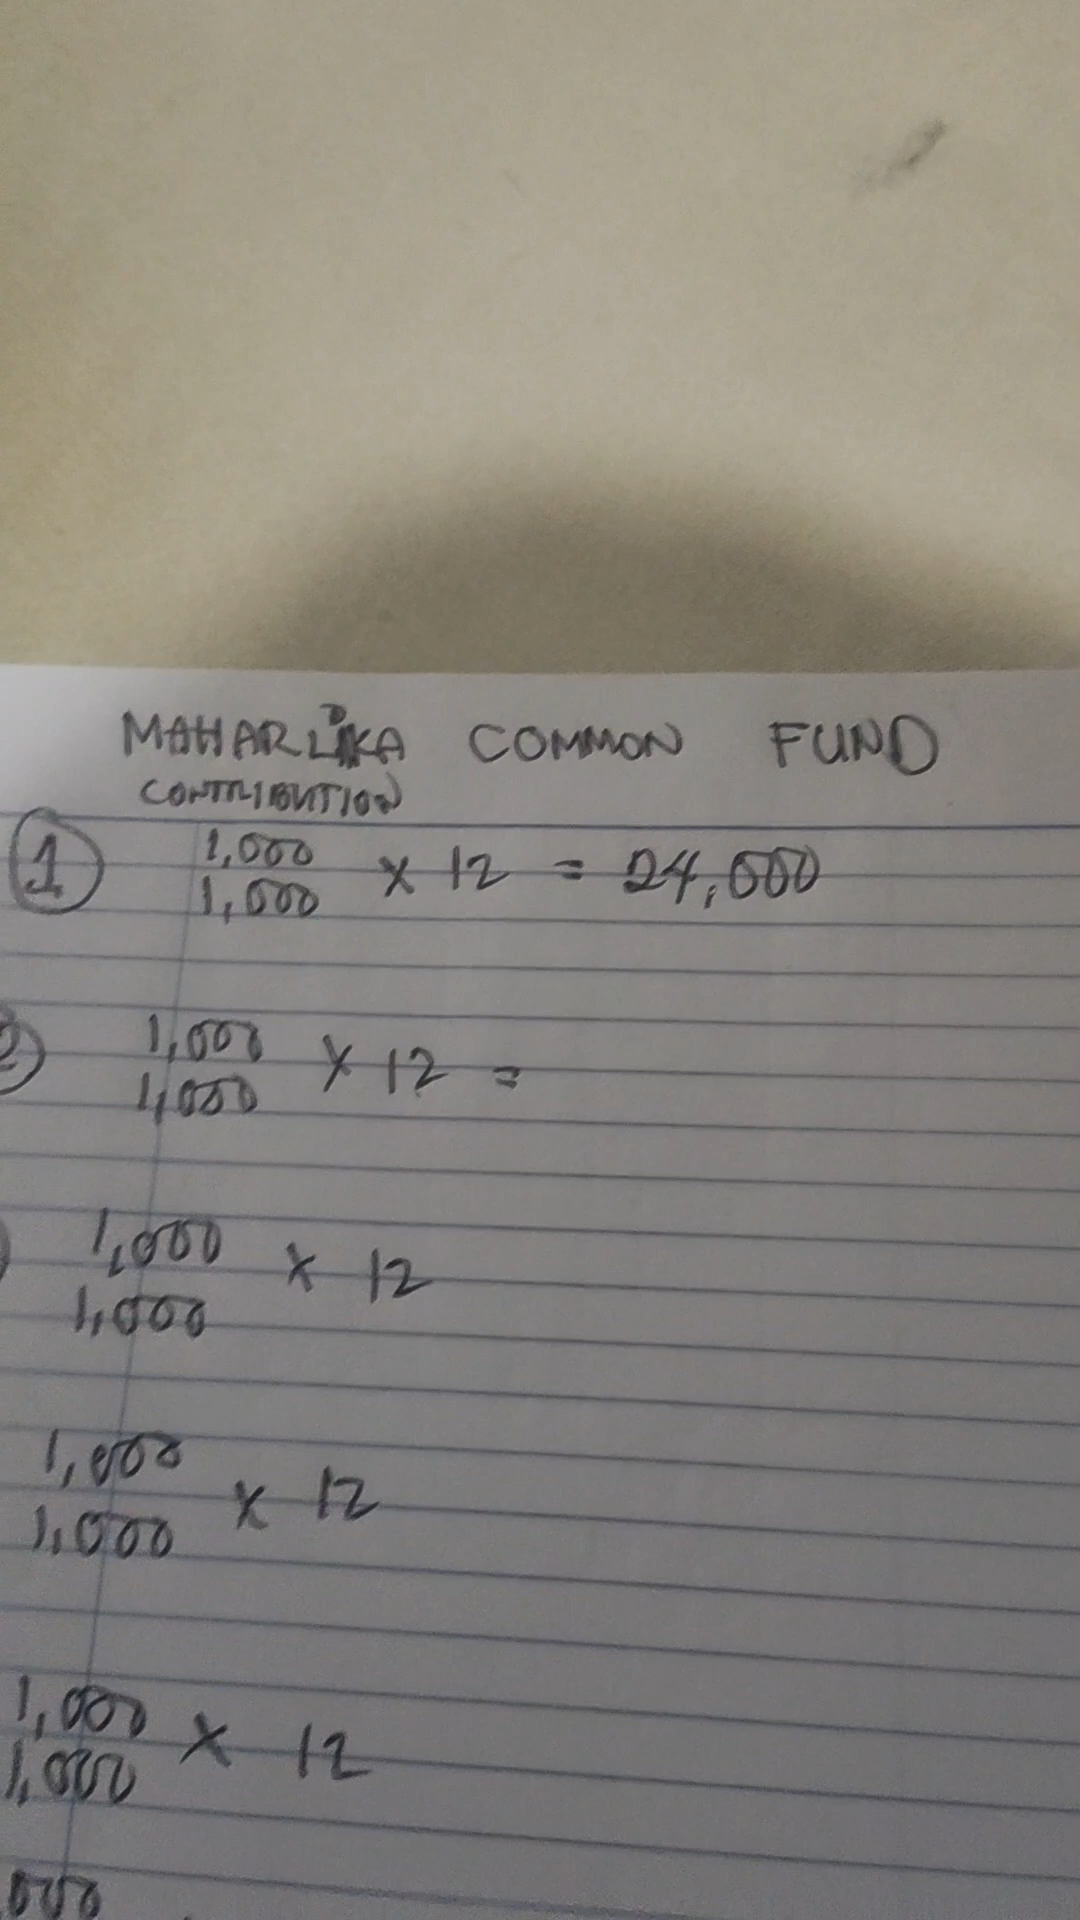 MAHARLIKA COMMON FUND
CONTRIBUTION
1 1,000
1,000 x 12 = 24,000
2 1,000
1,000 x 12 =
1,000
1,000 x 12
1,000
1,000 x 12
1,000
1,000 x 12
000